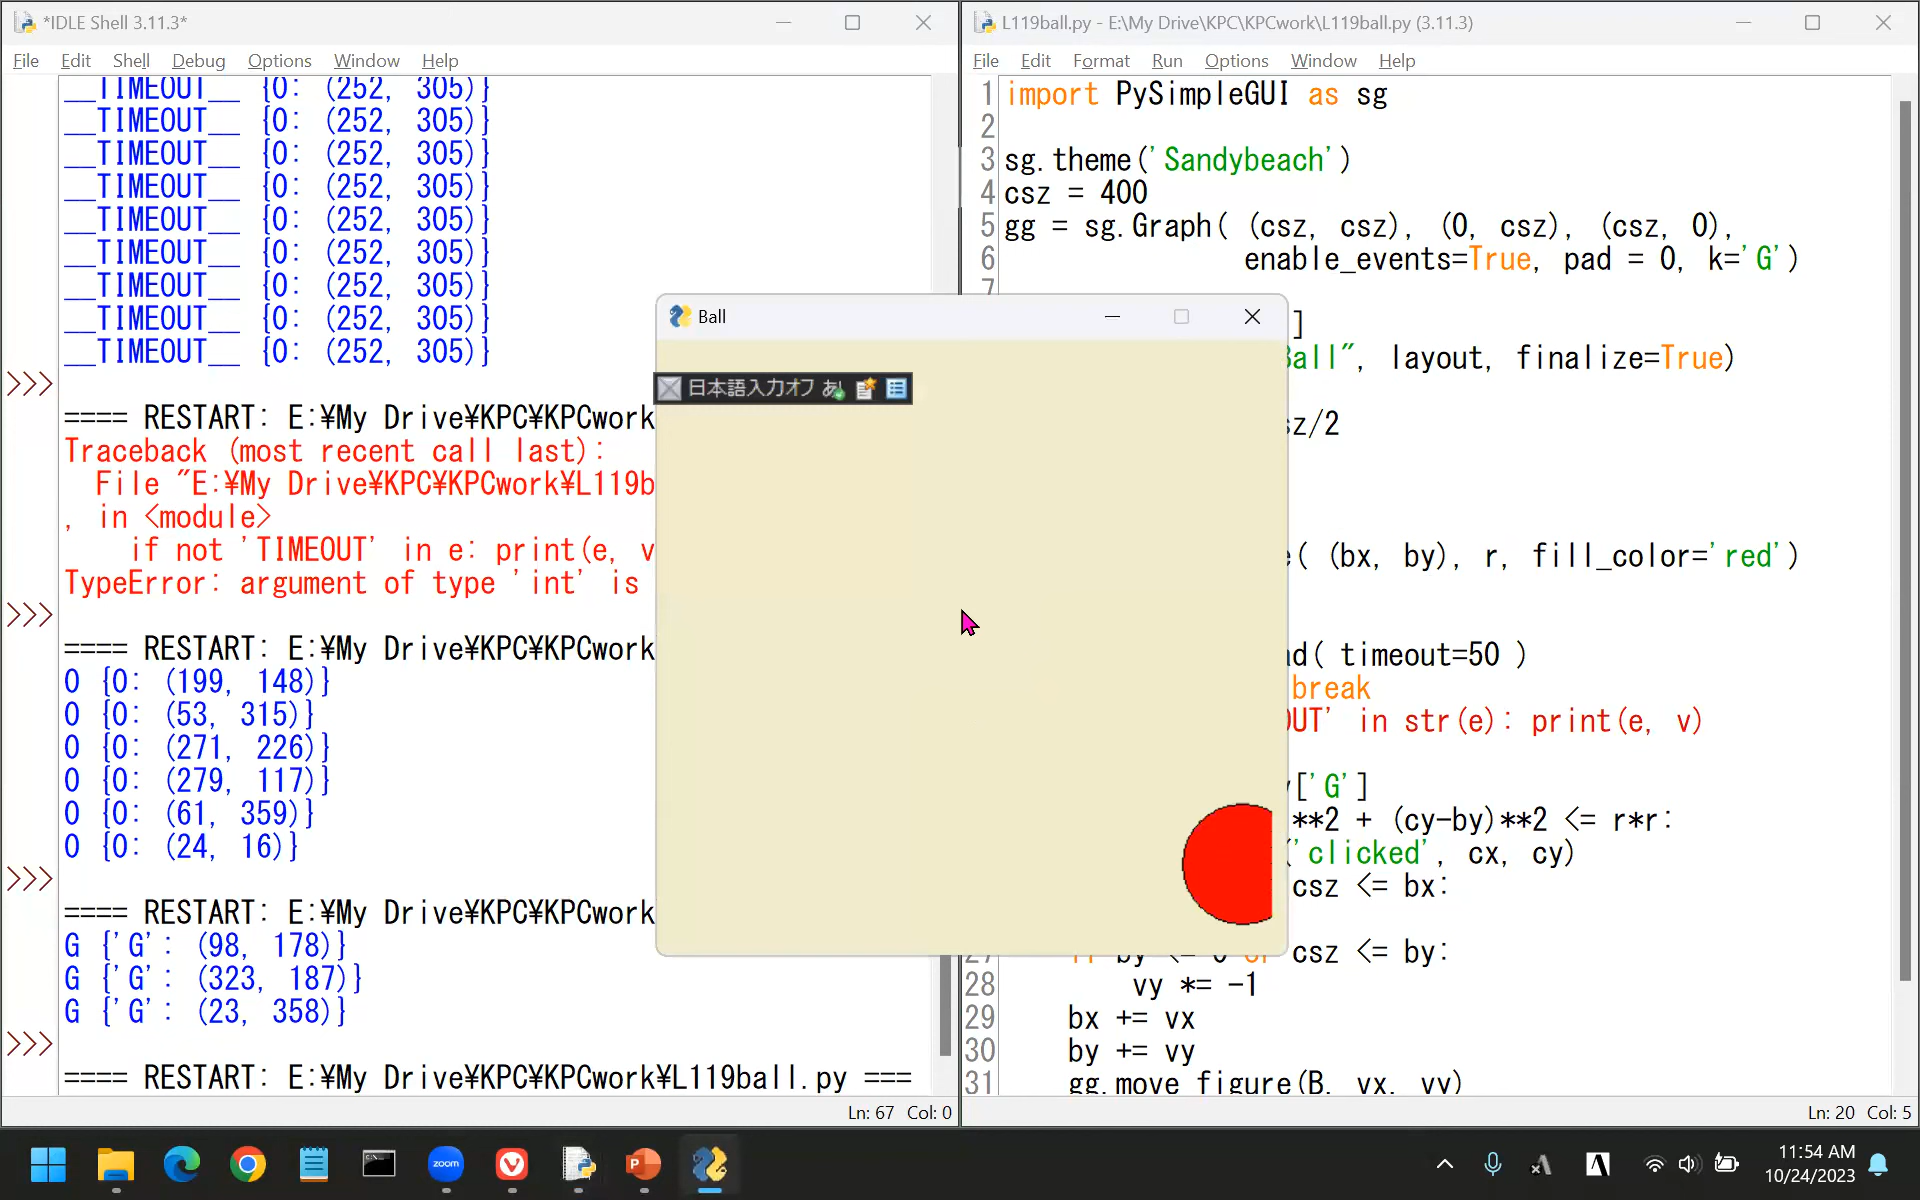 *IDLE Shell 3.11.3*
File Edit Shell Debug Options Window Help
__TIMEOUT__ {0: (252, 305)}
__TIMEOUT__ {0: (252, 305)}
__TIMEOUT__ {0: (252, 305)}
__TIMEOUT__ {0: (252, 305)}
__TIMEOUT__ {0: (252, 305)}
__TIMEOUT__ {0: (252, 305)}
__TIMEOUT__ {0: (252, 305)}
__TIMEOUT__ {0: (252, 305)}
__TIMEOUT__ {0: (252, 305)}
>>>
==== RESTART: E:¥My Drive¥KPC¥KPCwork
Traceback (most recent call last):
File "E:¥My Drive¥KPC¥KPCwork¥L119b
, in <module>
if not 'TIMEOUT' in e: print(e, v
TypeError: argument of type 'int' is
>>>
==== RESTART: E:¥My Drive¥KPC¥KPCwork
0 {0: (199, 148)}
0 {0: (53, 315)}
0 {0: (271, 226)}
0 {0: (279, 117)}
0 {0: (61, 359)}
0 {0: (24, 16)}
>>>
==== RESTART: E:¥My Drive¥KPC¥KPCwork
G {'G': (98, 178)}
G {'G': (323, 187)}
G {'G': (23, 358)}
>>>
==== RESTART: E:¥My Drive¥KPC¥KPCwork¥L119ball.py ===
Ln: 67 Col: 0
L119ball.py - E:\My Drive\KPC\KPCwork\L119ball.py (3.11.3)
File Edit Format Run Options Window Help
1 import PySimpleGUI as sg
2
3 sg.theme('Sandybeach')
4 csz = 400
5 gg = sg.Graph( (csz, csz), (0, csz), (csz, 0),
6 enable_events=True, pad = 0, k='G')
7
]
Ball", layout, finalize=True)
sz/2
( (bx, by), r, fill_color='red')
d( timeout=50 )
break
OUT' in str(e): print(e, v)
['G']
**2 + (cy-by)**2 <= r*r:
('clicked', cx, cy)
csz <= bx:
27 if by <= 0 or csz <= by:
28 vy *= -1
29 bx += vx
30 by += vy
31 gg.move_figure(B, vx, vy)
Ln: 20 Col: 5
Ball
日本語入力オフ あ
zoom
11:54 AM
10/24/2023